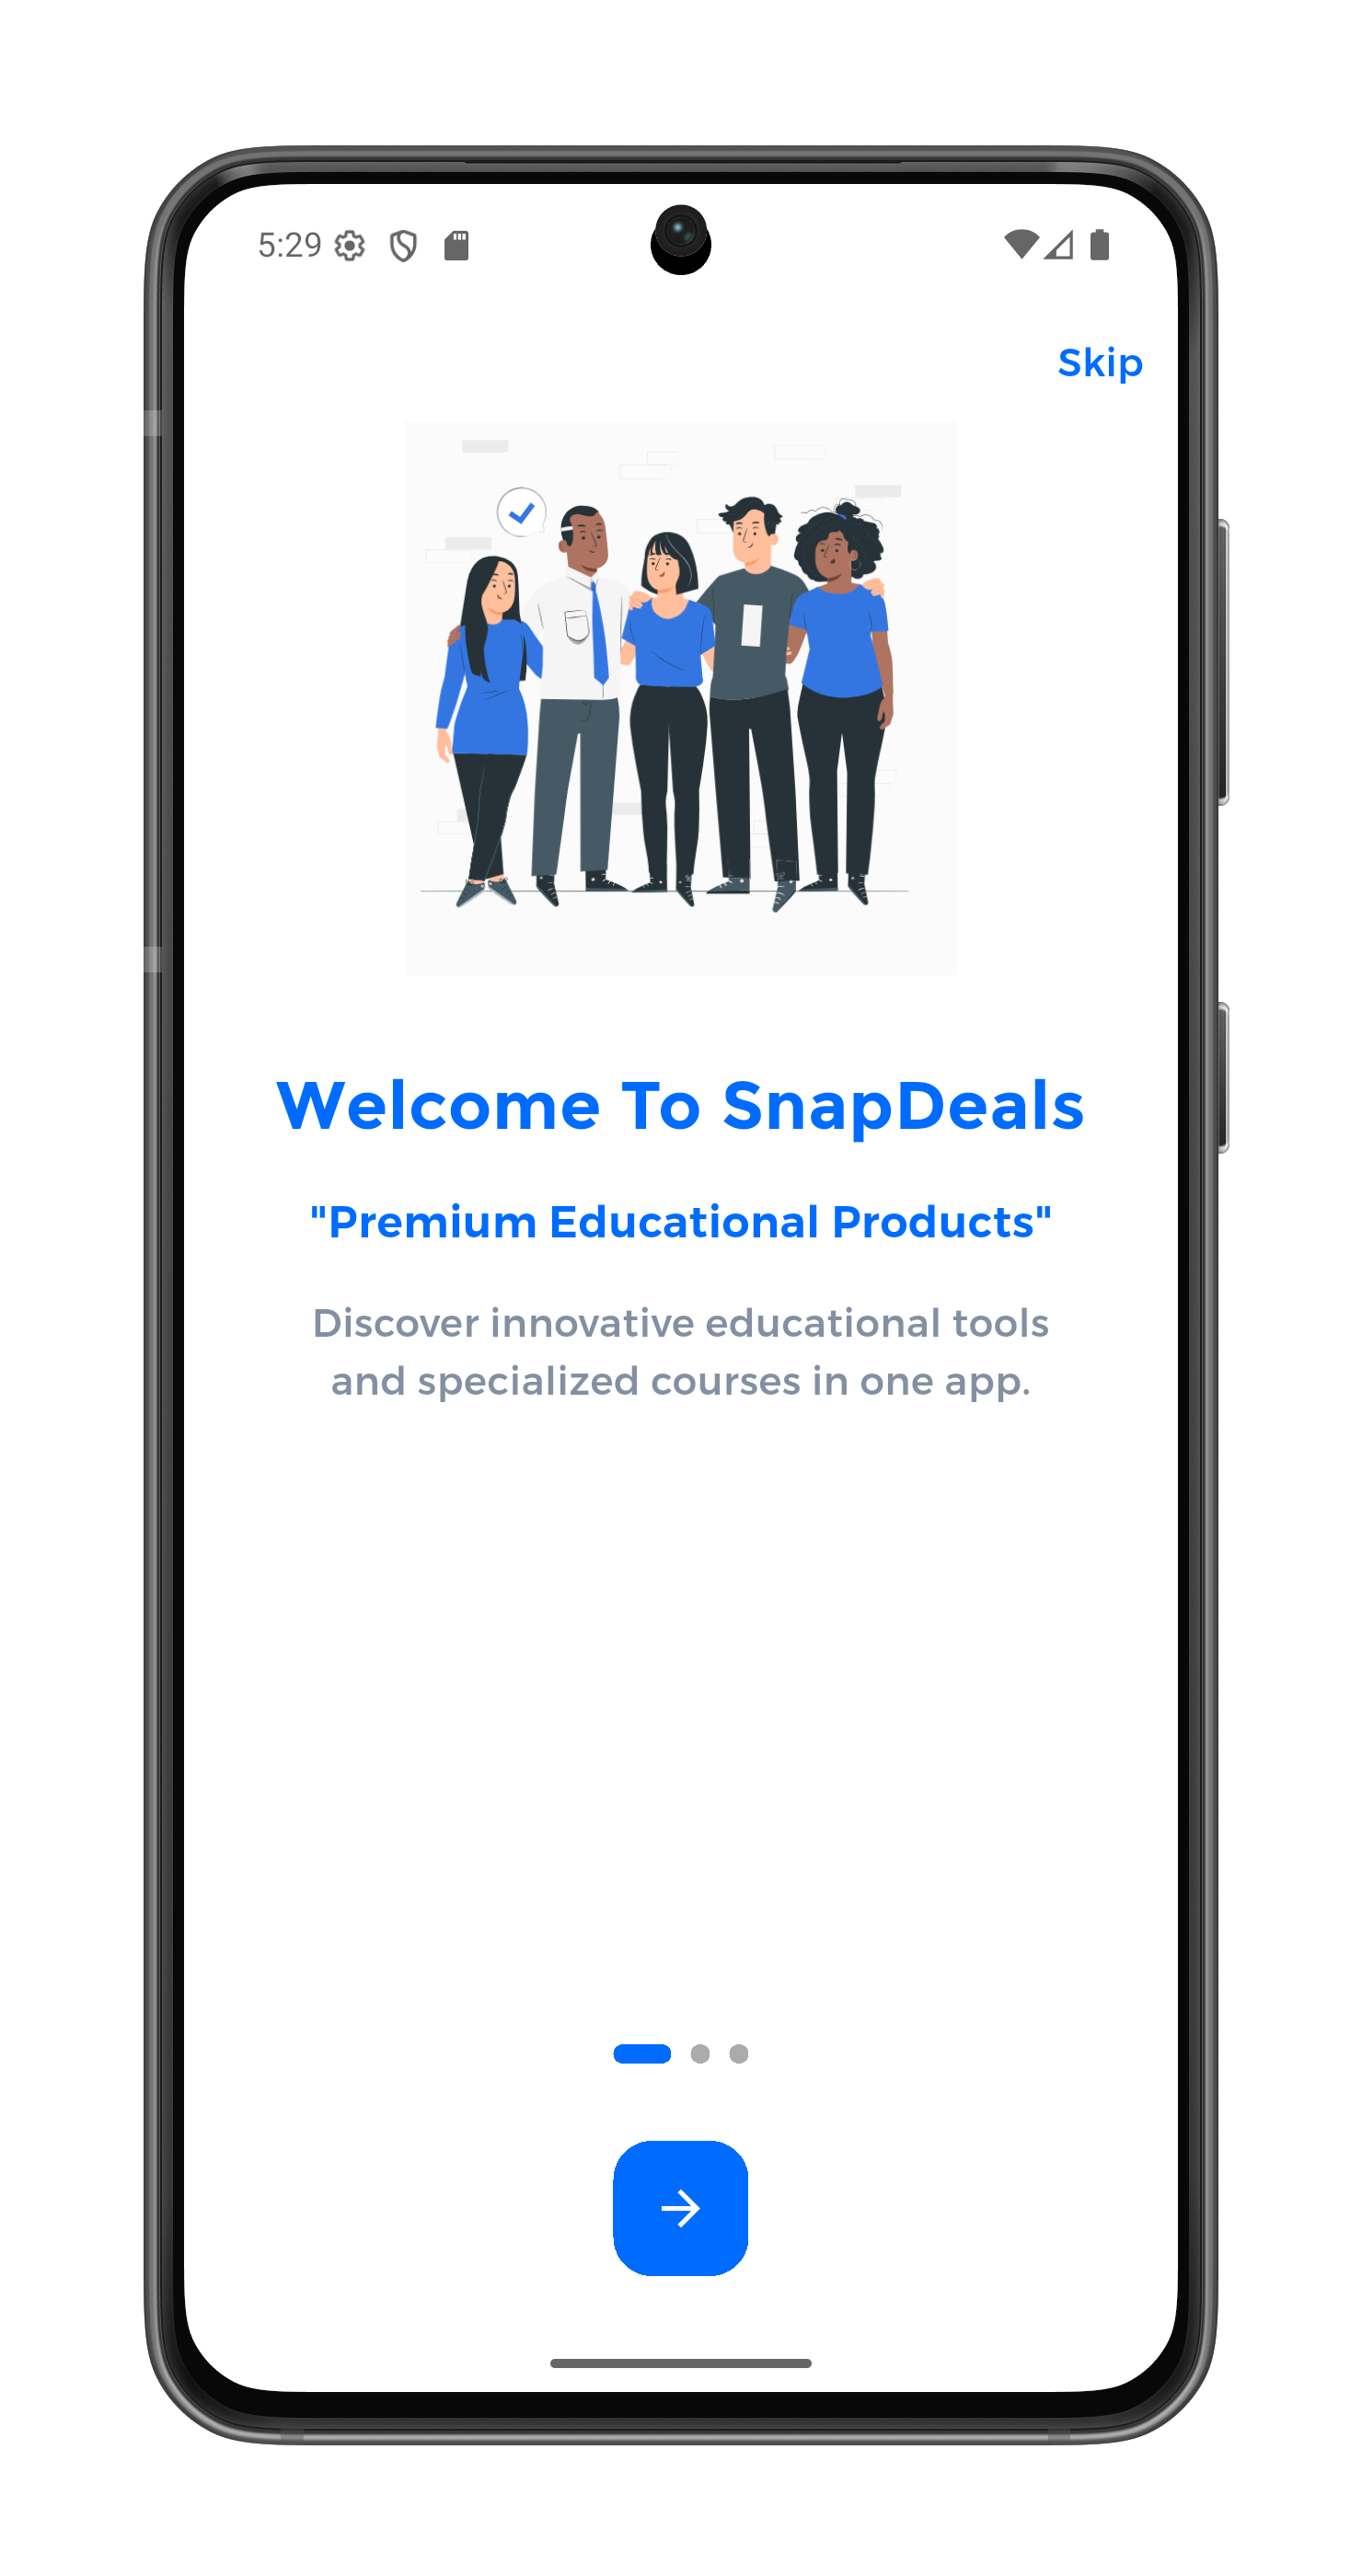 5:29
Skip
Welcome To SnapDeals
"Premium Educational Products"
Discover innovative educational tools
and specialized courses in one app.